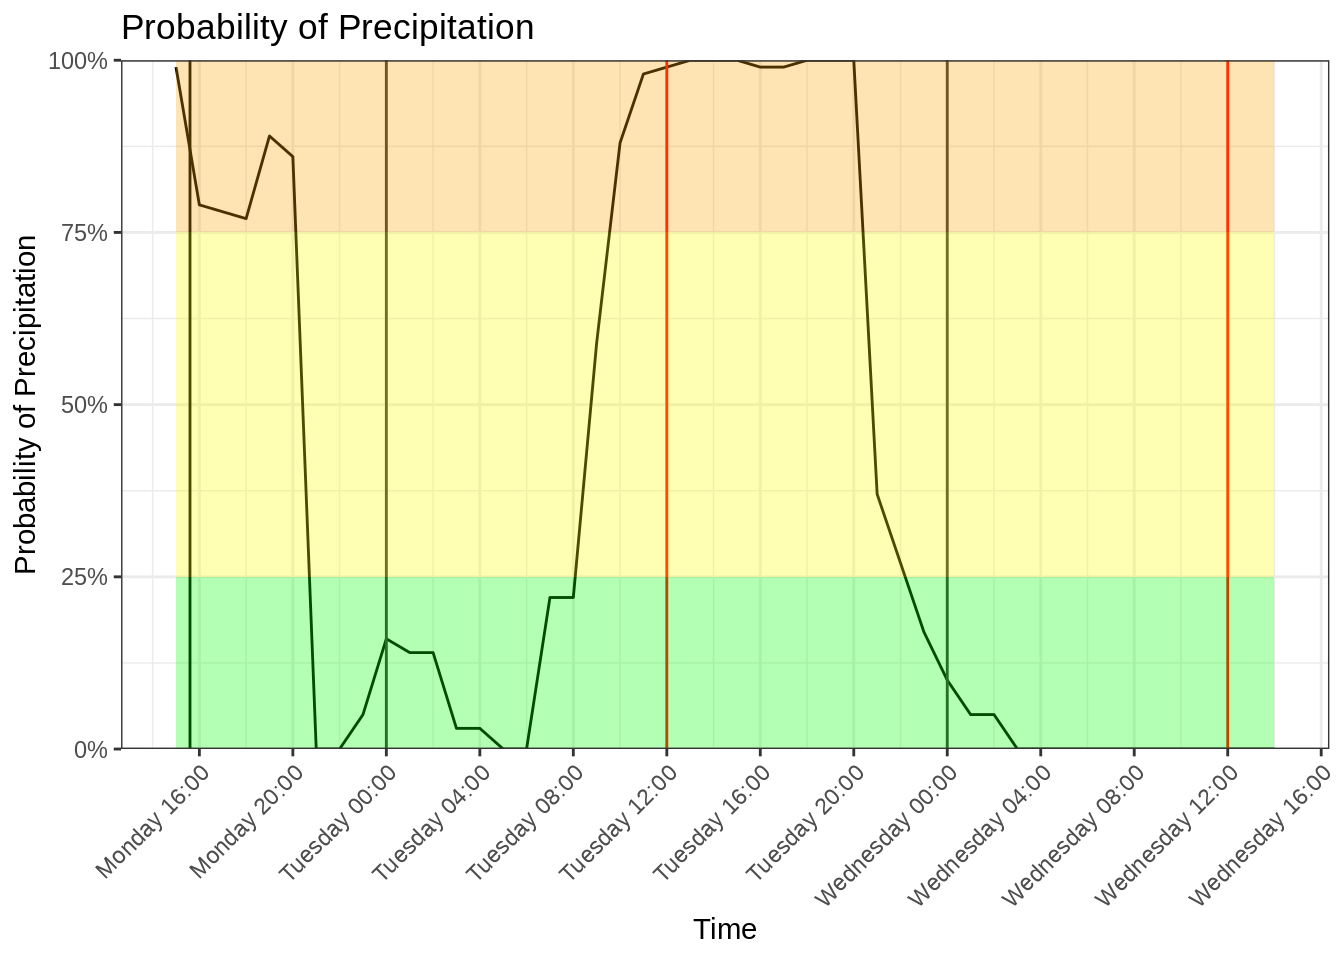 Probability of Precipitation
100%
75%
50%
25%
0%
Probability of Precipitation
Monday 16:00
Monday 20:00
Tuesday 00:00
Tuesday 04:00
Tuesday 08:00
Tuesday 12:00
Tuesday 16:00
Tuesday 20:00
Wednesday 00:00
Wednesday 04:00
Wednesday 08:00
Wednesday 12:00
Wednesday 16:00
Time